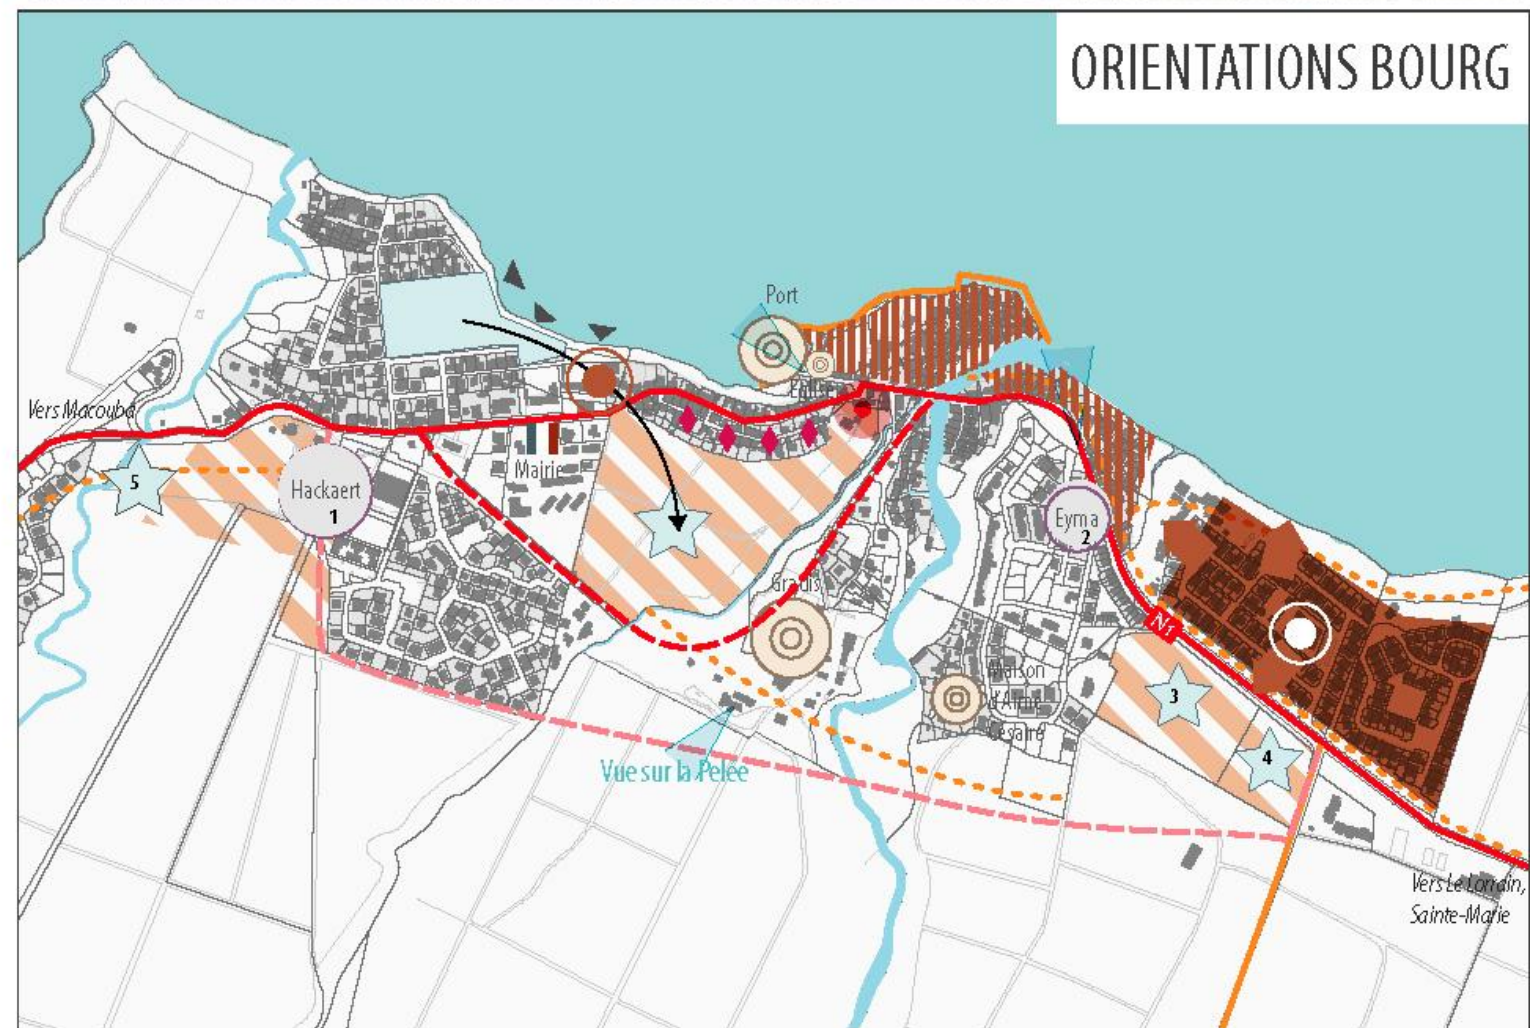 ORIENTATIONS BOURG
Port
Vers Macouba
Mairie
5
Hackaert
1
Eyma
2
Gradis
N1
Maison
d'Aimé
Césaire
3
4
Vue sur la Pelée
Vers Le Lorrain,
Sainte-Marie